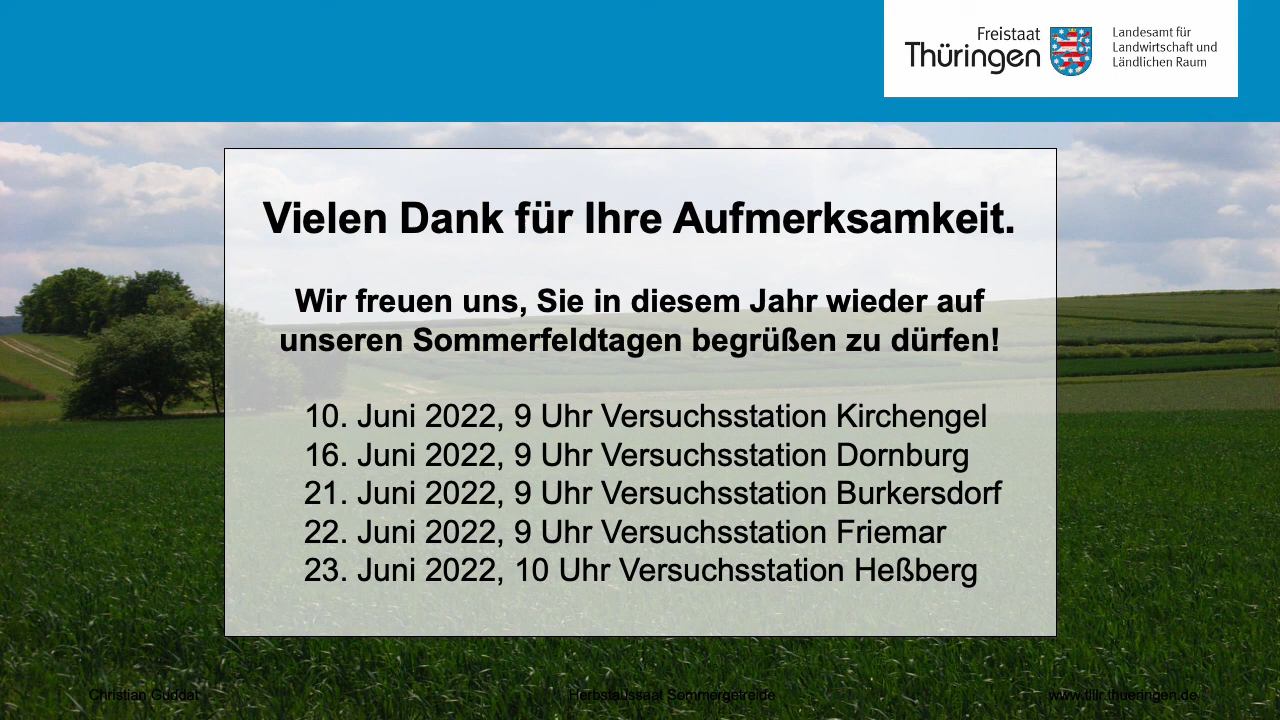 Freistaat
Thüringen
Landesamt für
Landwirtschaft und
Ländlichen Raum
Vielen Dank für Ihre Aufmerksamkeit.
Wir freuen uns, Sie in diesem Jahr wieder auf
unseren Sommerfeldtagen begrüßen zu dürfen!
10. Juni 2022, 9 Uhr Versuchsstation Kirchengel
16. Juni 2022, 9 Uhr Versuchsstation Dornburg
21. Juni 2022, 9 Uhr Versuchsstation Burkersdorf
22. Juni 2022, 9 Uhr Versuchsstation Friemar
23. Juni 2022, 10 Uhr Versuchsstation Heßberg
Christian Guddat
Herbstaussaat Sommergetreide
www.tllr.thueringen.de